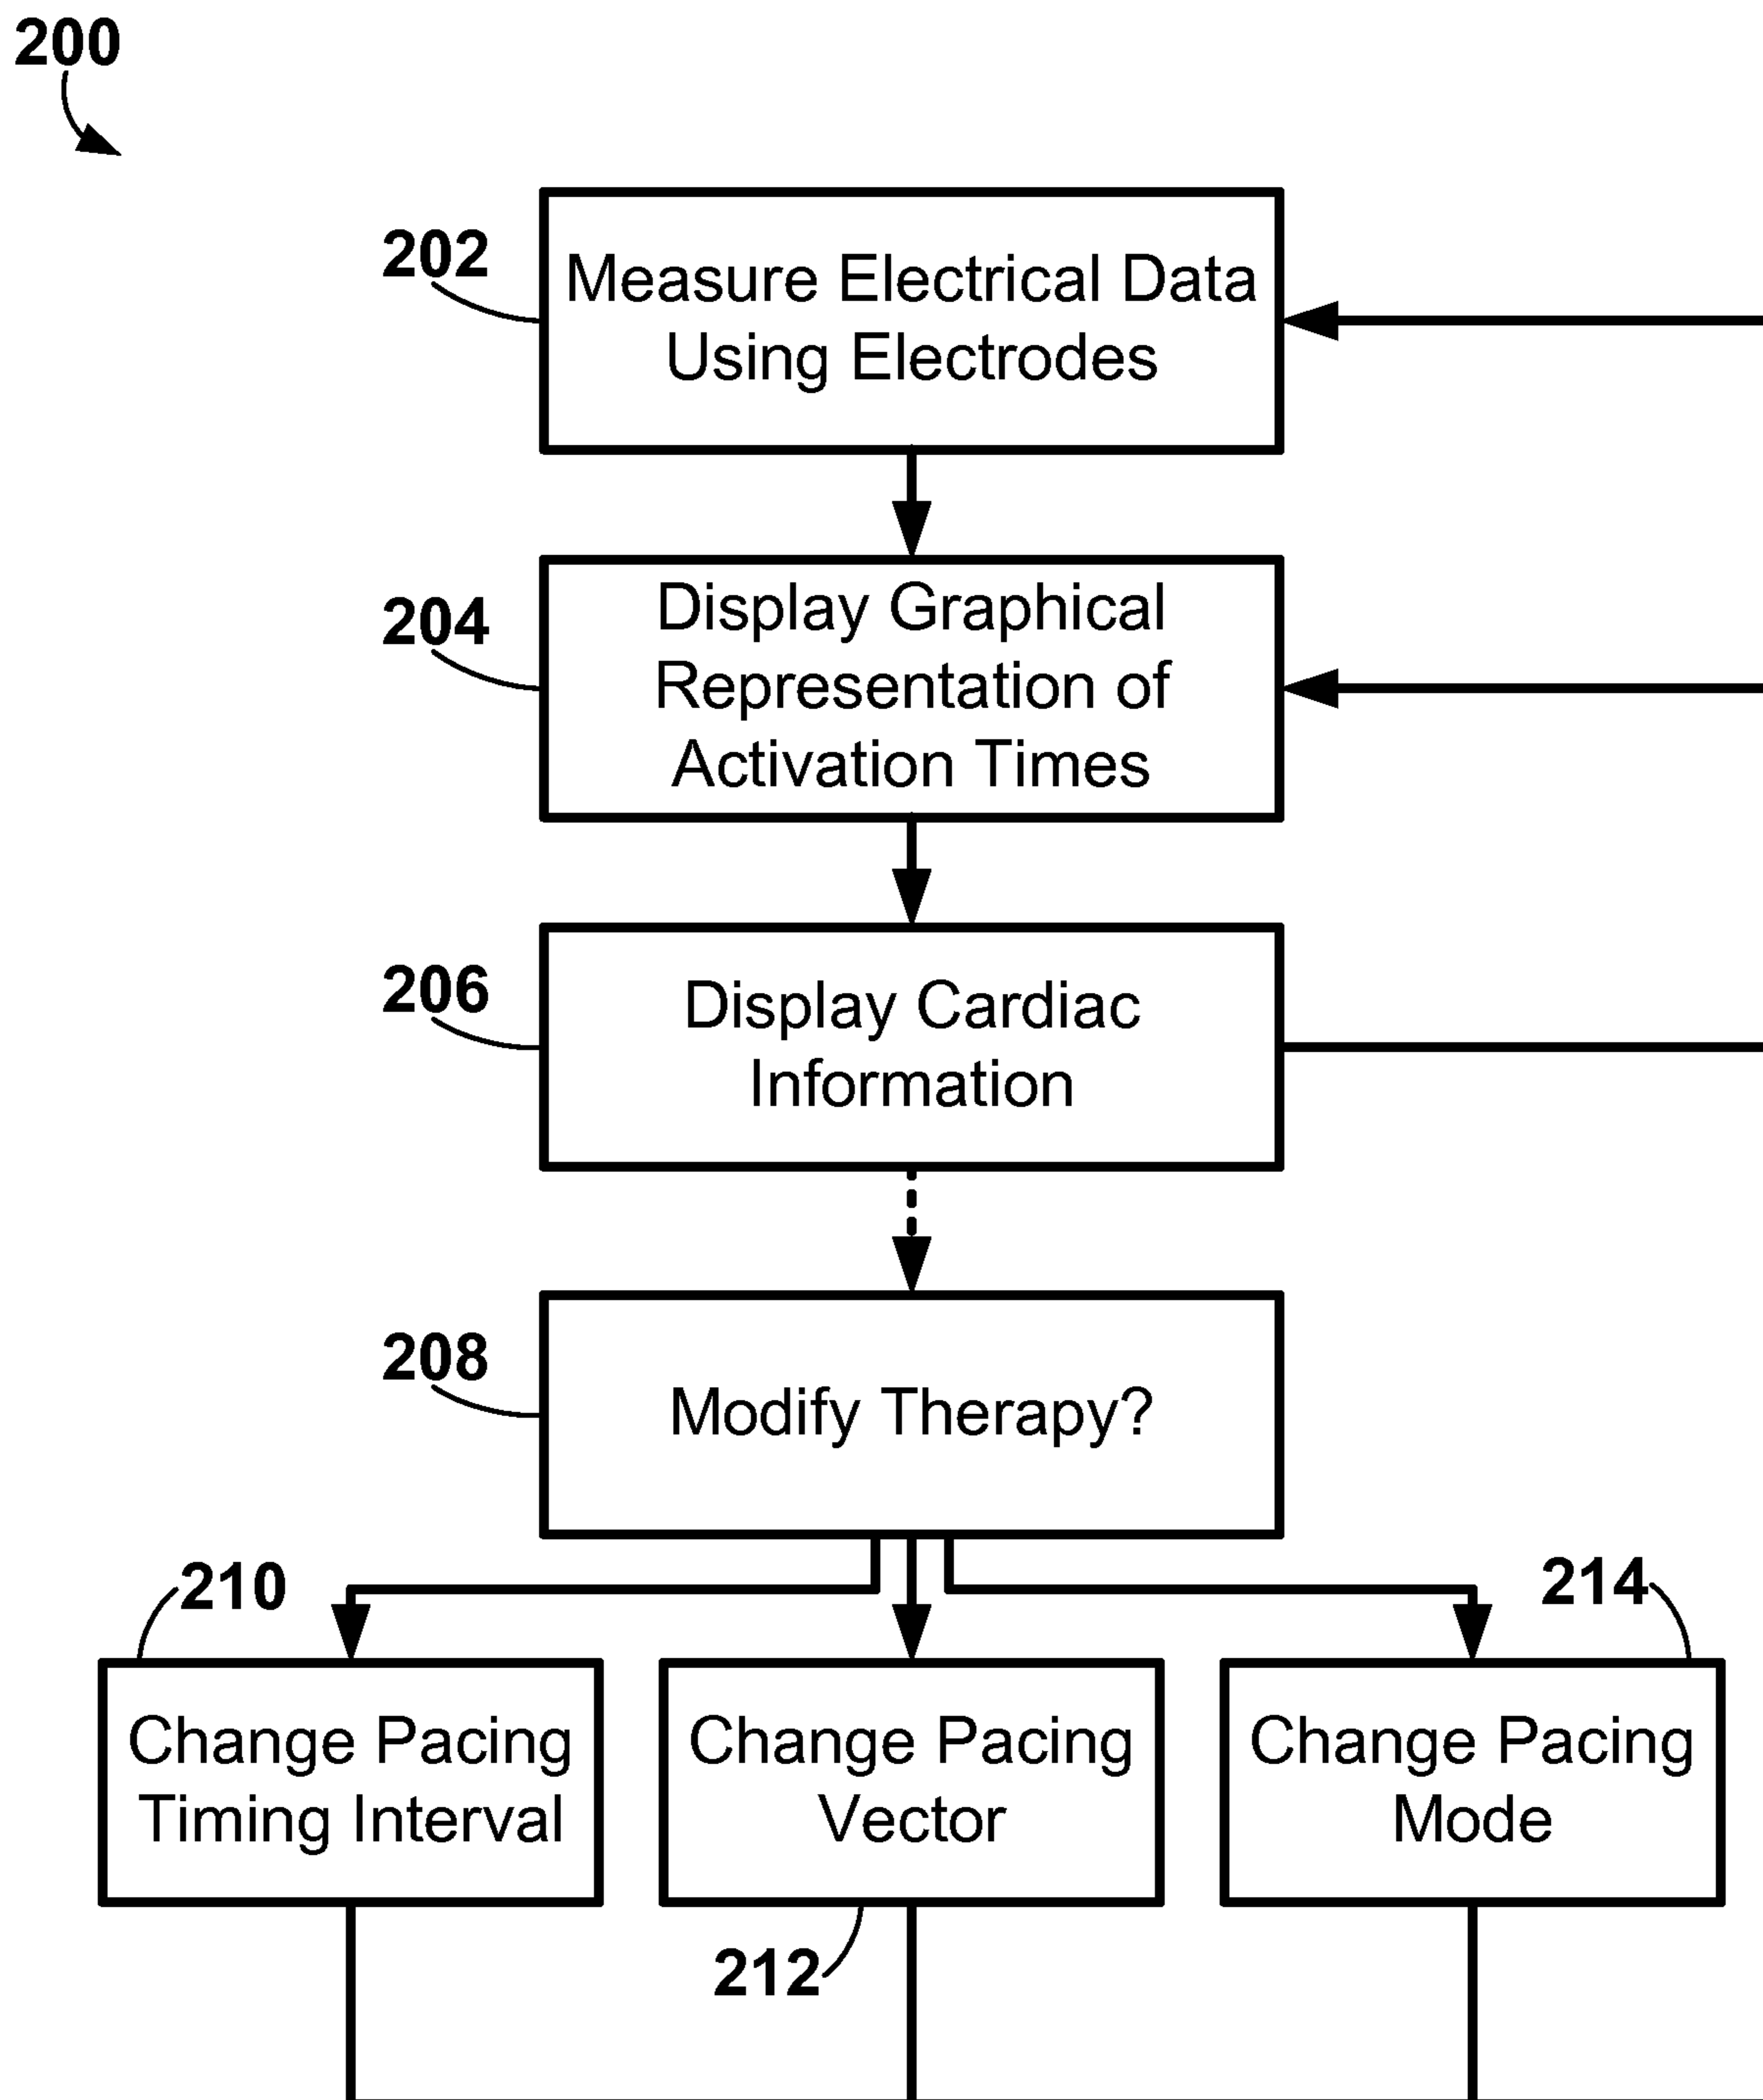 200
202
Measure Electrical Data
Using Electrodes
204
Display Graphical
Representation of
Activation Times
206
Display Cardiac
Information
208
Modify Therapy?
210
214
Change Pacing
Timing Interval
Change Pacing
Vector
Change Pacing
Mode
212